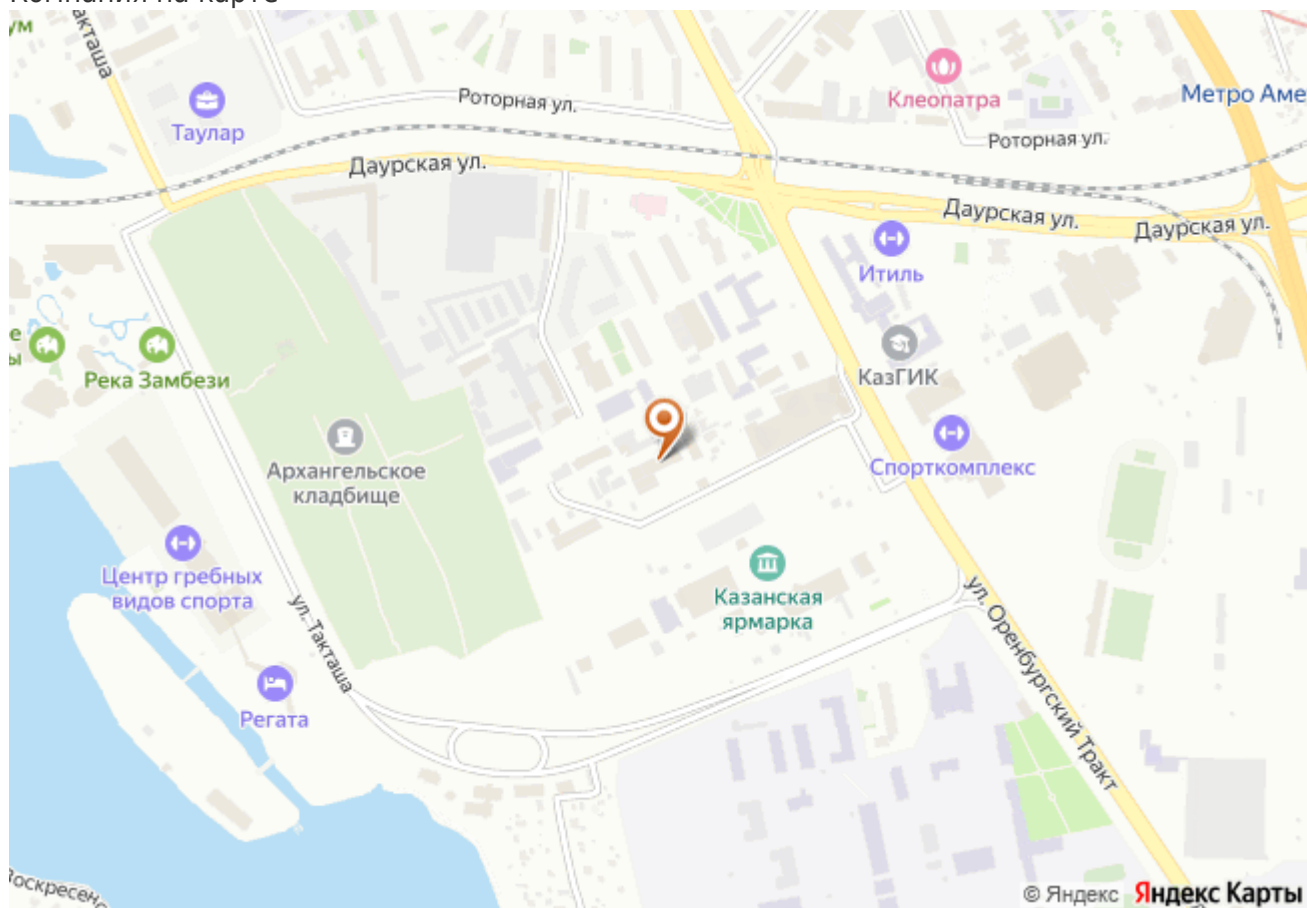 Компания на карте
ум
акташа
Таулар
Роторная ул.
Клеопатра
Метро Аме
Роторная ул.
Даурская ул.
Даурская ул.
Даурская ул.
Итиль
е
ы
Река Замбези
КазГИК
Архангельское
кладбище
Спорткомплекс
Центр гребных
видов спорта
Казанская
ярмарка
ул. Такташа
ул. Оренбургский Тракт
Регата
Воскресен
© Яндекс Яндекс Карты